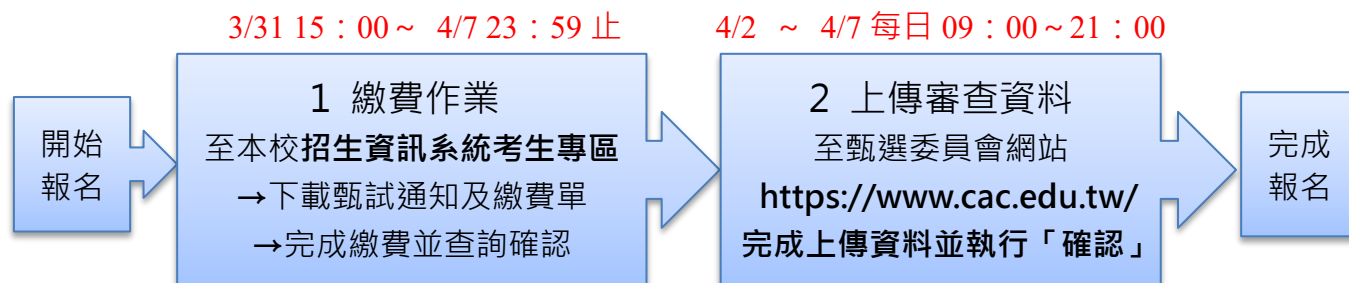 3/31 15：00～ 4/7 23：59 止
4/2 ～ 4/7 每日 09：00～21：00
開始
報名
1 繳費作業
至本校招生資訊系統考生專區
→下載甄試通知及繳費單
→完成繳費並查詢確認
2 上傳審查資料
至甄選委員會網站
https://www.cac.edu.tw/
完成上傳資料並執行「確認」
完成
報名